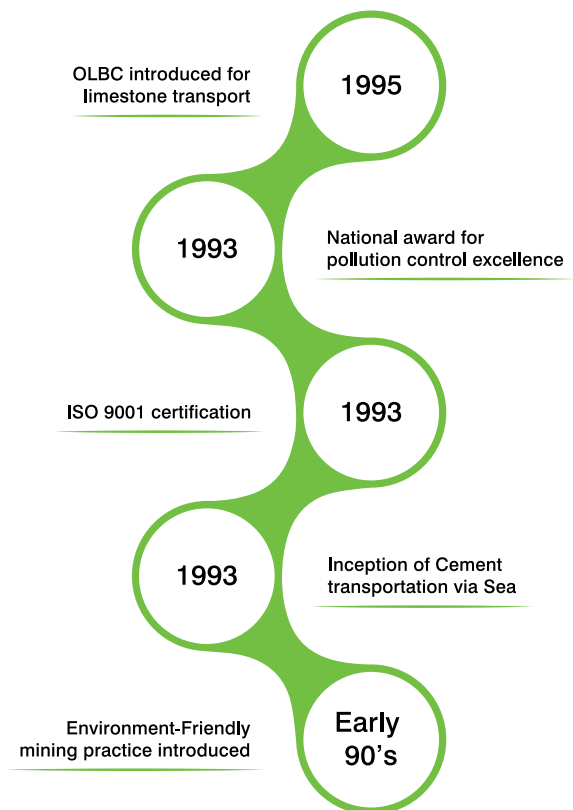 OLBC introduced for
limestone transport
1995
1993
National award for
pollution control excellence
ISO 9001 certification
1993
1993
Inception of Cement
transportation via Sea
Environment-Friendly
mining practice introduced
Early
90's